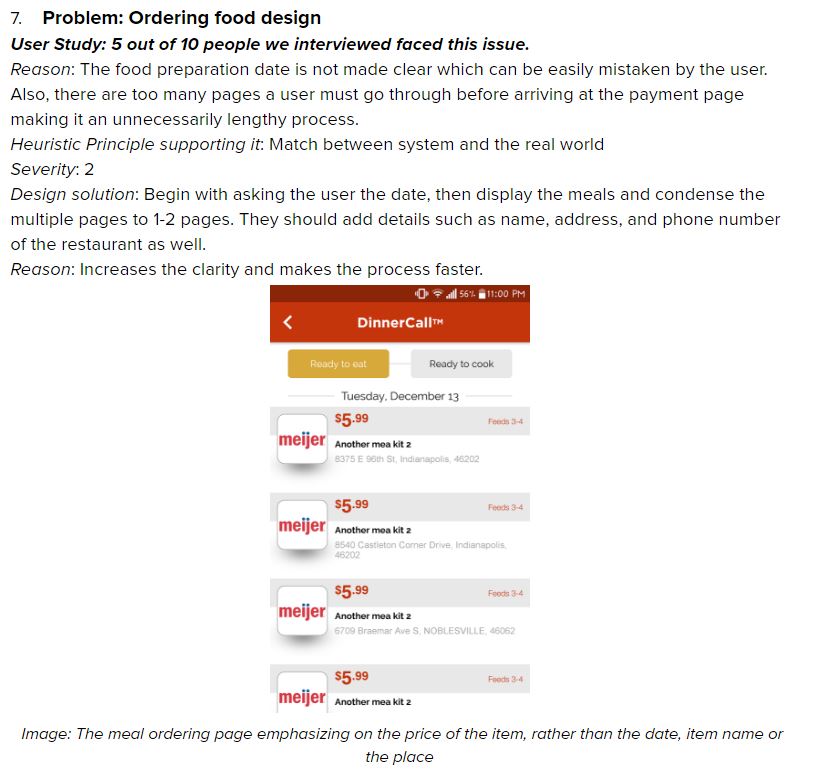 7. Problem: Ordering food design
User Study: 5 out of 10 people we interviewed faced this issue.
Reason: The food preparation date is not made clear which can be easily mistaken by the user.
Also, there are too many pages a user must go through before arriving at the payment page
making it an unnecessarily lengthy process.
Heuristic Principle supporting it: Match between system and the real world
Severity: 2
Design solution: Begin with asking the user the date, then display the meals and condense the
multiple pages to 1-2 pages. They should add details such as name, address, and phone number
of the restaurant as well.
Reason: Increases the clarity and makes the process faster.
56% 11:00 PM
DinnerCall™
Ready to eat Ready to cook
Tuesday, December 13
$5.99 Feeds 3-4
meijer Another mea kit 2
8375 E 96th St, Indianapolis, 46202
$5.99 Feeds 3-4
meijer Another mea kit 2
8540 Castleton Corner Drive, Indianapolis,
46202
$5.99 Feeds 3-4
meijer Another mea kit 2
6709 Braemar Ave S, NOBLESVILLE, 46062
$5.99 Feeds 3-4
meijer Another mea kit 2
Image: The meal ordering page emphasizing on the price of the item, rather than the date, item name or
the place